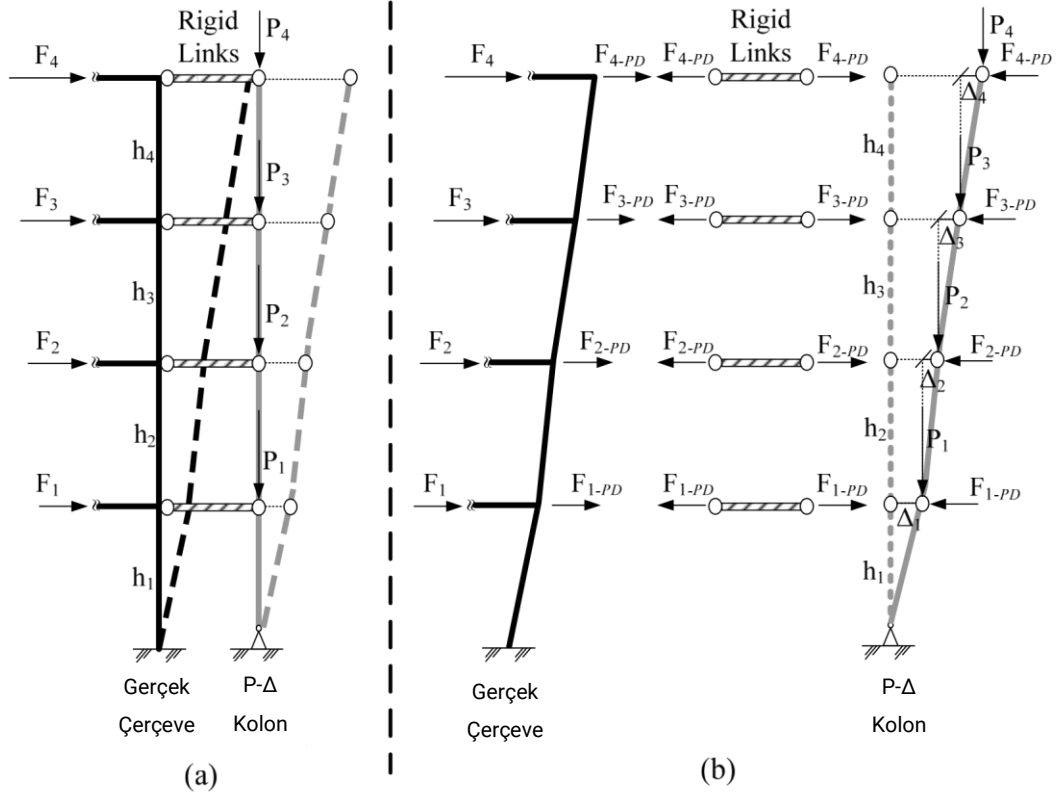 Rigid
Links
P₄
F₄
h₄
P₃
F₃
h₃
P₂
F₂
h₂
P₁
F₁
h₁
Gerçek
Çerçeve
P-Δ
Kolon
(a)
Rigid
Links
P₄
F₄
F₄₋PD
F₄₋PD
F₄₋PD
F₄₋PD
Δ₄
h₄
P₃
F₃
F₃₋PD
F₃₋PD
F₃₋PD
F₃₋PD
Δ₃
h₃
P₂
F₂
F₂₋PD
F₂₋PD
F₂₋PD
F₂₋PD
Δ₂
h₂
P₁
F₁
F₁₋PD
F₁₋PD
F₁₋PD
F₁₋PD
Δ₁
h₁
Gerçek
Çerçeve
P-Δ
Kolon
(b)